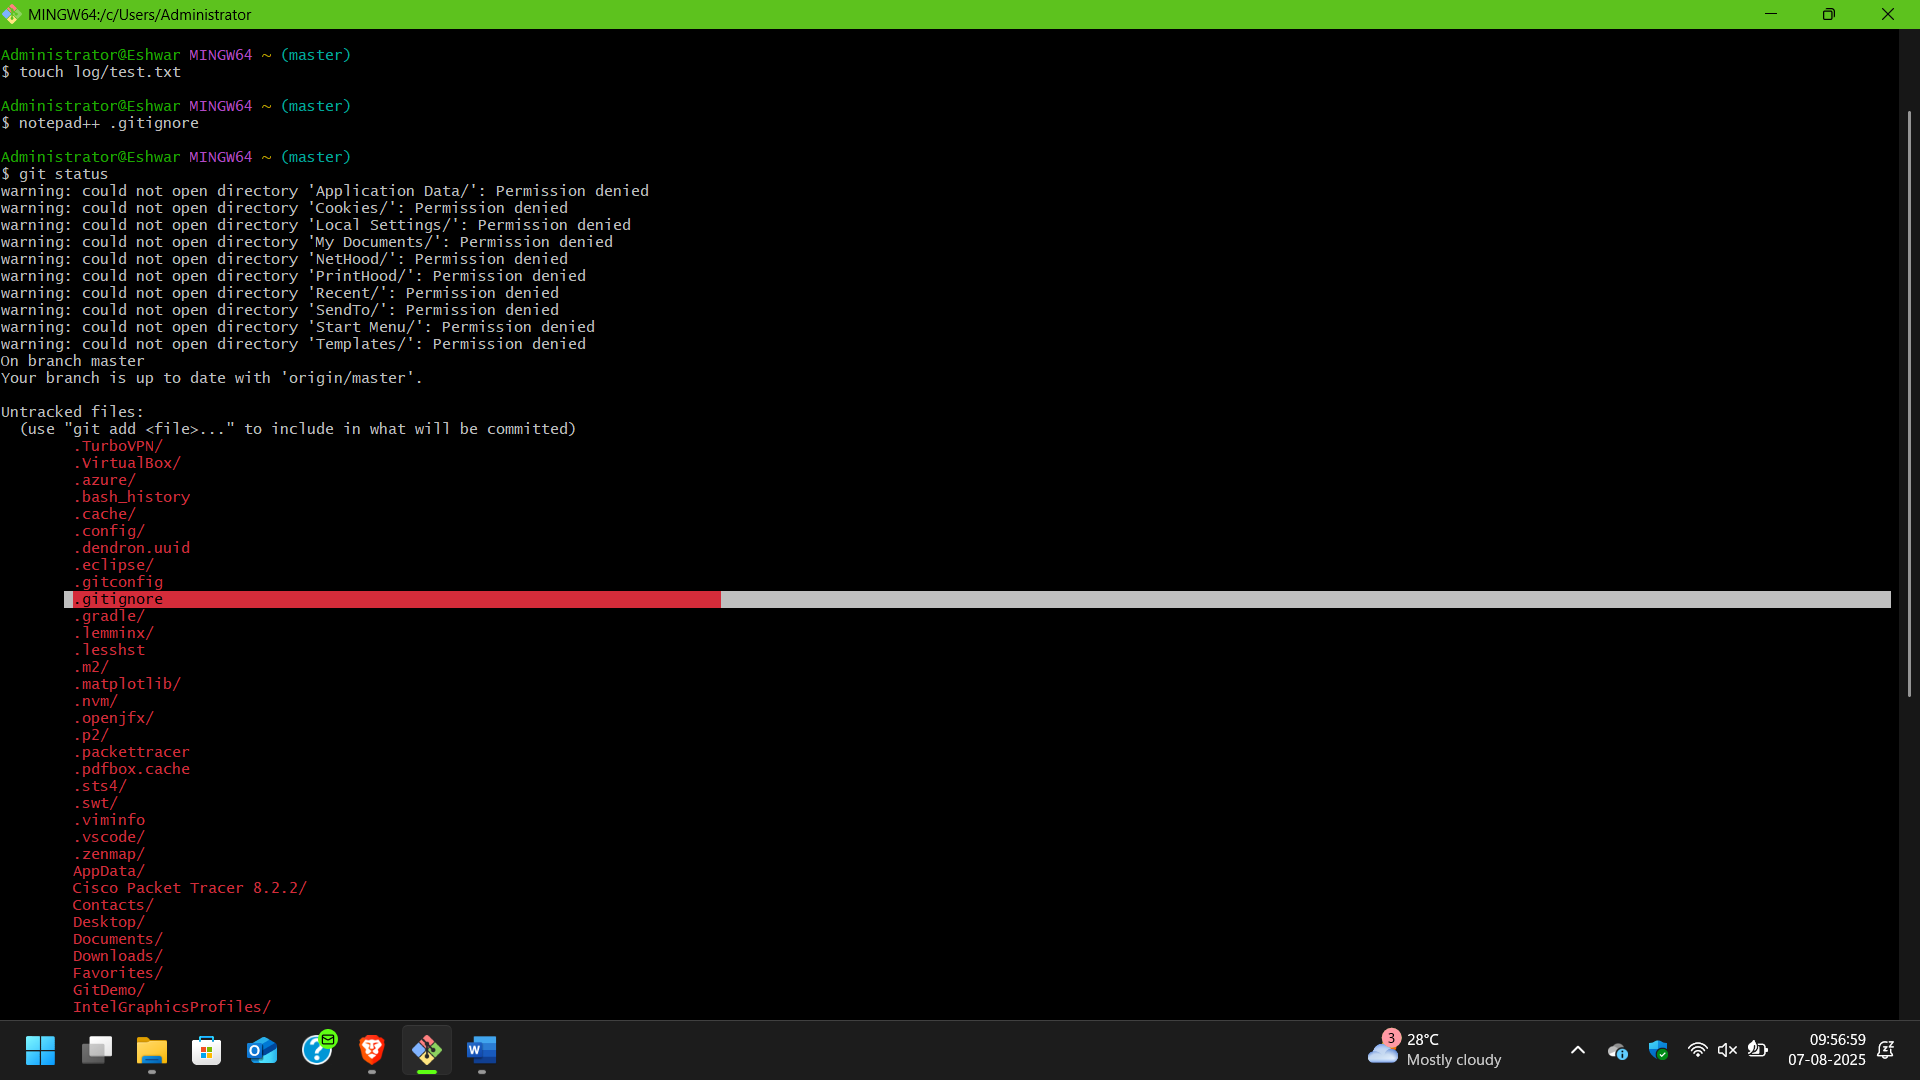 MINGW64:/c/Users/Administrator
Administrator@Eshwar MINGW64 ~ (master)
$ touch log/test.txt
Administrator@Eshwar MINGW64 ~ (master)
$ notepad++ .gitignore
Administrator@Eshwar MINGW64 ~ (master)
$ git status
warning: could not open directory 'Application Data/': Permission denied
warning: could not open directory 'Cookies/': Permission denied
warning: could not open directory 'Local Settings/': Permission denied
warning: could not open directory 'My Documents/': Permission denied
warning: could not open directory 'NetHood/': Permission denied
warning: could not open directory 'PrintHood/': Permission denied
warning: could not open directory 'Recent/': Permission denied
warning: could not open directory 'SendTo/': Permission denied
warning: could not open directory 'Start Menu/': Permission denied
warning: could not open directory 'Templates/': Permission denied
On branch master
Your branch is up to date with 'origin/master'.
Untracked files:
(use "git add <file>..." to include in what will be committed)
.TurboVPN/
.VirtualBox/
.azure/
.bash_history
.cache/
.config/
.dendron.uuid
.eclipse/
.gitconfig
.gitignore
.gradle/
.lemminx/
.lesshst
.m2/
.matplotlib/
.nvm/
.openjfx/
.p2/
.packettracer
.pdfbox.cache
.sts4/
.swt/
.viminfo
.vscode/
.zenmap/
AppData/
Cisco Packet Tracer 8.2.2/
Contacts/
Desktop/
Documents/
Downloads/
Favorites/
GitDemo/
IntelGraphicsProfiles/
3
28°C
Mostly cloudy
09:56:59
07-08-2025